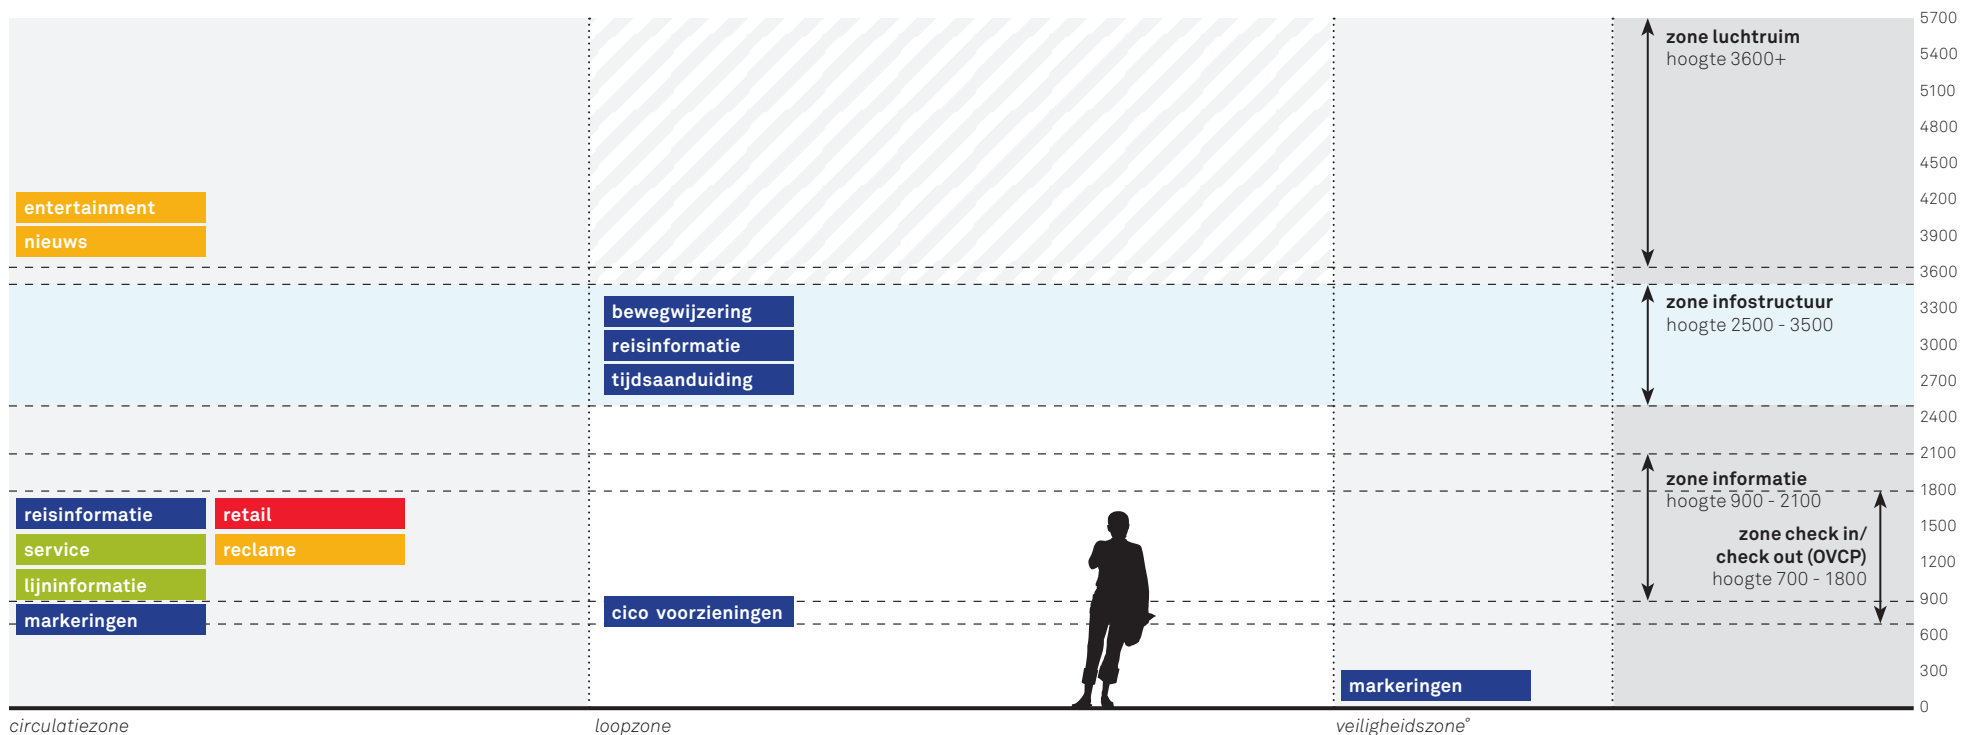 5700
zone luchtruim
hoogte 3600+
5400
5100
4800
4500
4200
entertainment
3900
nieuws
3600
zone infostructuur
hoogte 2500 - 3500
3300
bewegwijzering
3000
reisinformatie
2700
tijdsaanduiding
2400
2100
zone informatie
hoogte 900 - 2100
1800
reisinformatie
retail
1500
zone check in/
check out (OVCP)
hoogte 700 - 1800
service
reclame
1200
lijninformatie
900
markeringen
cico voorzieningen
600
300
markeringen
0
circulatiezone
loopzone
veiligheidszone°